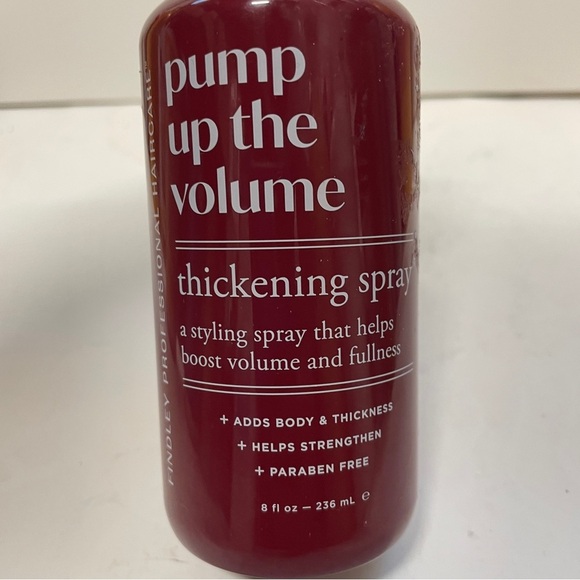 pump
up the
volume
thickening spray
a styling spray that helps
boost volume and fullness
+ ADDS BODY & THICKNESS
+ HELPS STRENGTHEN
+ PARABEN FREE
8 fl oz — 236 mL ℮
FINDLEY PROFESSIONAL HAIRCARE